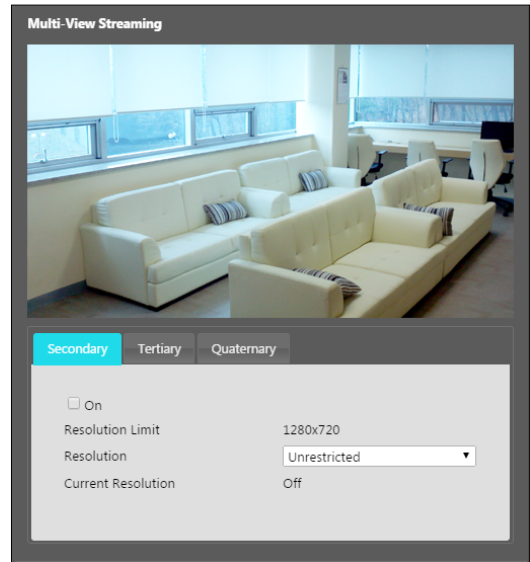 Multi-View Streaming
Secondary Tertiary Quaternary
On
Resolution Limit 1280x720
Resolution Unrestricted
Current Resolution Off